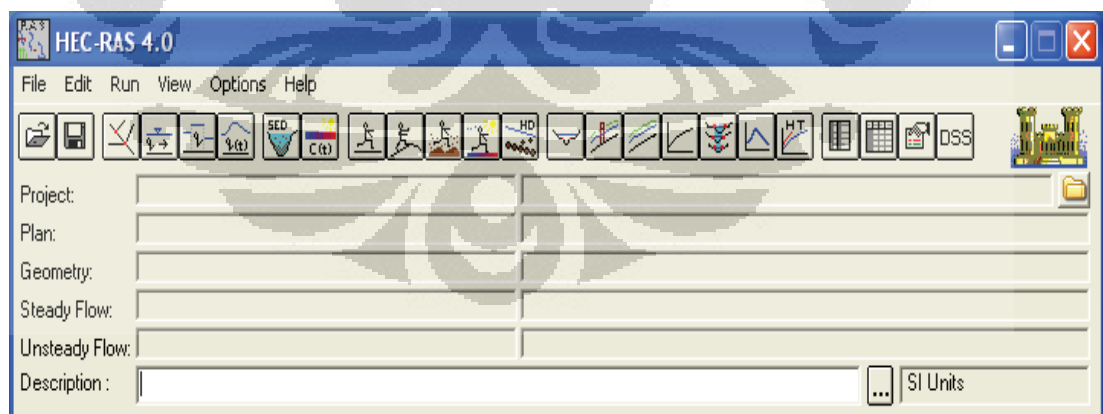 RAS
HEC-RAS 4.0
File Edit Run View Options Help
SED C(t) q(t) HD HT DSS
Project:
Plan:
Geometry:
Steady Flow:
Unsteady Flow:
Description : ... SI Units